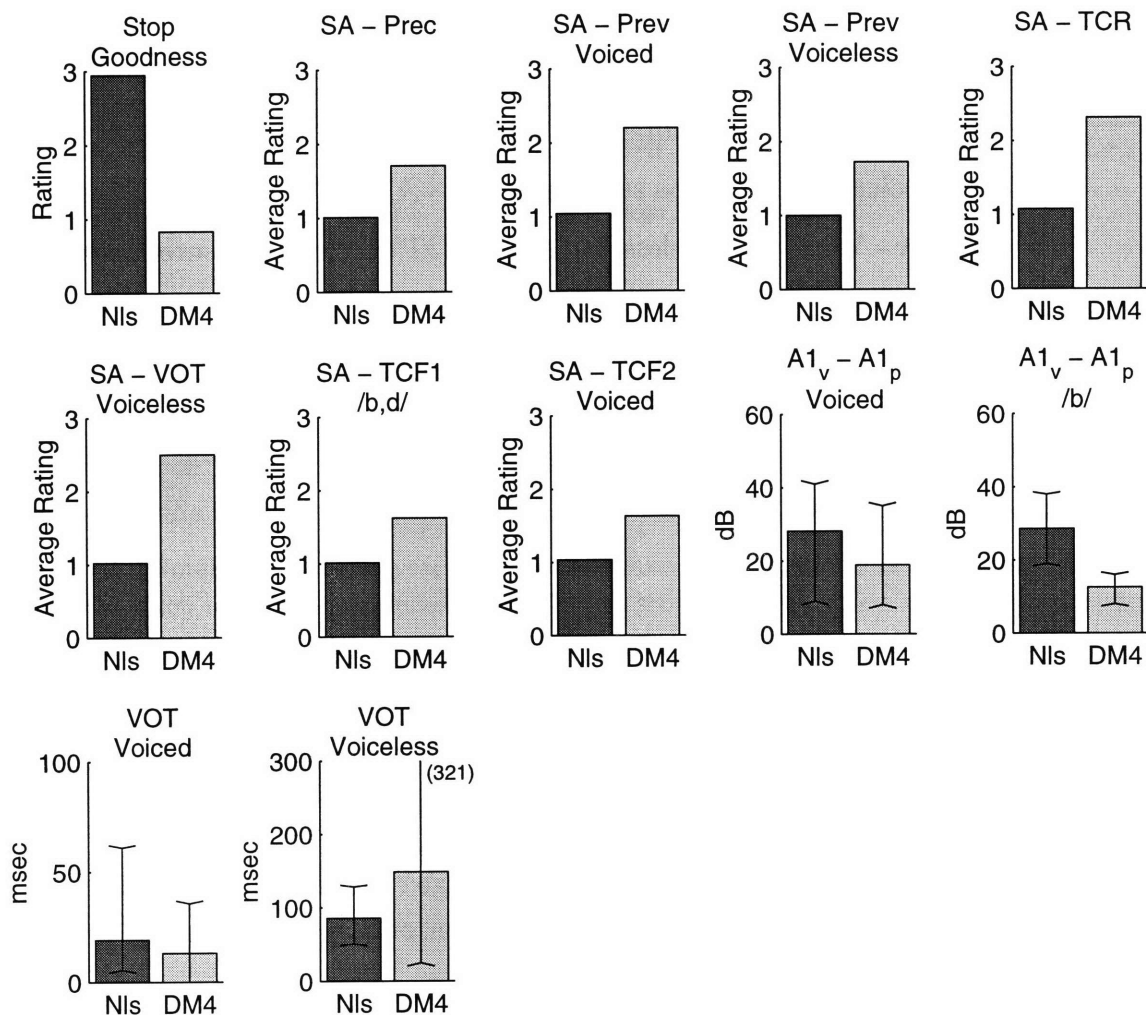 Stop
Goodness
Rating
3
2
1
0
Nls DM4
SA – Prec
Average Rating
3
2
1
0
Nls DM4
SA – Prev
Voiced
Average Rating
3
2
1
0
Nls DM4
SA – Prev
Voiceless
Average Rating
3
2
1
0
Nls DM4
SA – TCR
Average Rating
3
2
1
0
Nls DM4
SA – VOT
Voiceless
Average Rating
3
2
1
0
Nls DM4
SA – TCF1
/b,d/
Average Rating
3
2
1
0
Nls DM4
SA – TCF2
Voiced
Average Rating
3
2
1
0
Nls DM4
A1v – A1p
Voiced
dB
60
40
20
0
Nls DM4
A1v – A1p
/b/
dB
60
40
20
0
Nls DM4
VOT
Voiced
msec
100
50
0
Nls DM4
VOT
Voiceless
msec
300
200
100
0
(321)
Nls DM4